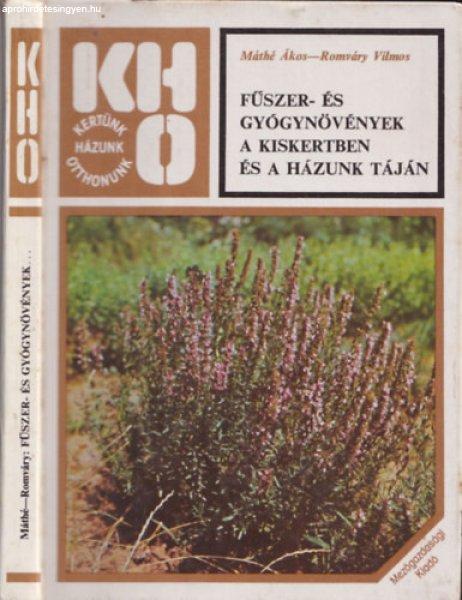 aprohirdetesingyen.hu
KHO
Máthé—Romváry: FŰSZER- ÉS GYÓGYNÖVÉNYEK...
KH
O
KERTÜNK
HÁZUNK
OTTHONUNK
Máthé Ákos—Romváry Vilmos
FŰSZER- ÉS
GYÓGYNÖVÉNYEK
A KISKERTBEN
ÉS A HÁZUNK TÁJÁN
Mezőgazdasági
Kiadó